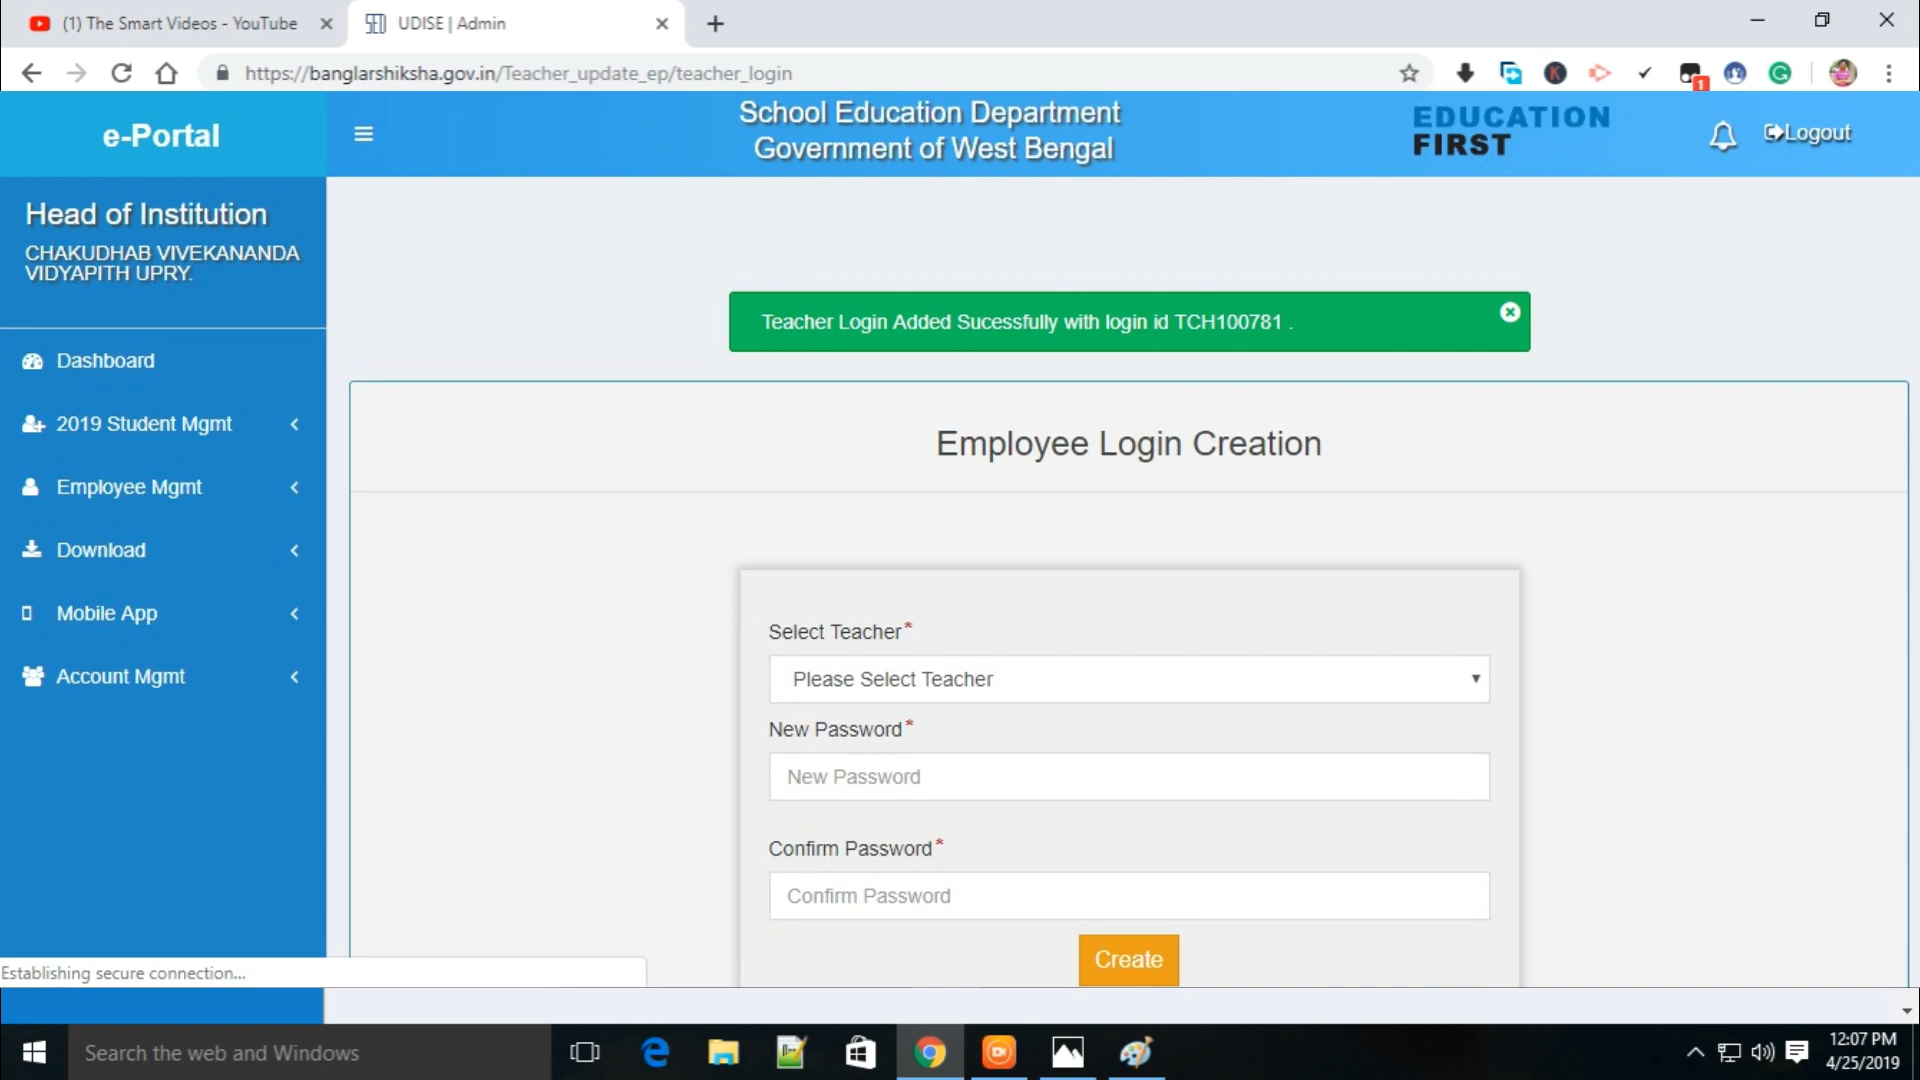 (1) The Smart Videos - YouTube
UDISE | Admin
https://banglarshiksha.gov.in/Teacher_update_ep/teacher_login
K
1
G
e-Portal
School Education Department
Government of West Bengal
EDUCATION
FIRST
Logout
Head of Institution
CHAKUDHAB VIVEKANANDA
VIDYAPITH UPRY.
Teacher Login Added Sucessfully with login id TCH100781 .
Dashboard
2019 Student Mgmt
Employee Mgmt
Download
Mobile App
Account Mgmt
Employee Login Creation
Select Teacher*
Please Select Teacher
New Password*
New Password
Confirm Password*
Confirm Password
Create
Establishing secure connection...
Search the web and Windows
12:07 PM
4/25/2019